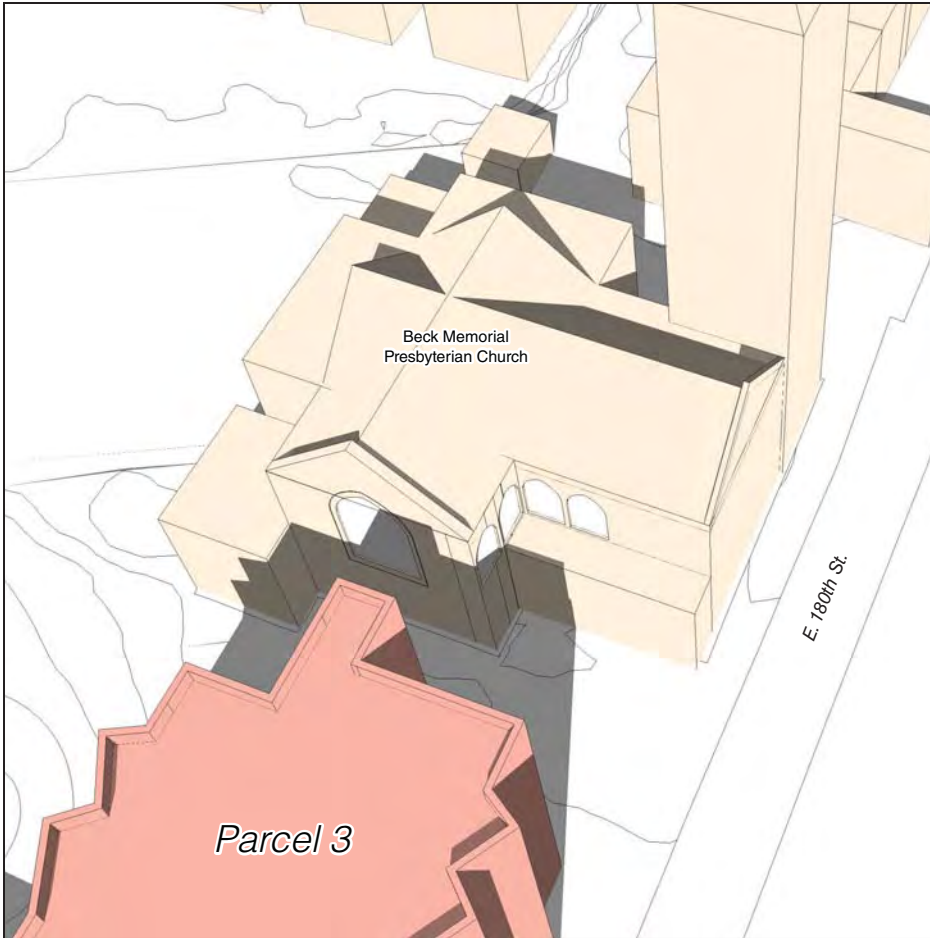 Beck Memorial
Presbyterian Church
E. 180th St.
Parcel 3